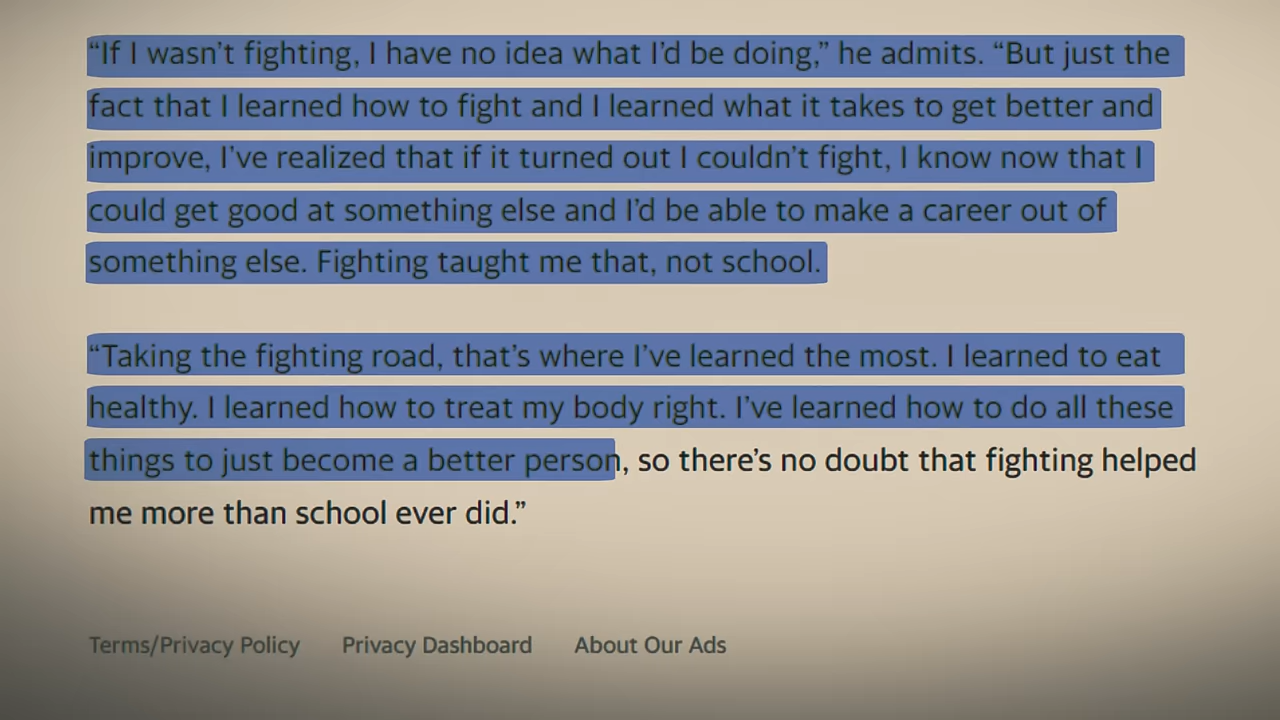 “If I wasn’t fighting, I have no idea what I’d be doing,” he admits. “But just the
fact that I learned how to fight and I learned what it takes to get better and
improve, I’ve realized that if it turned out I couldn’t fight, I know now that I
could get good at something else and I’d be able to make a career out of
something else. Fighting taught me that, not school.
“Taking the fighting road, that’s where I’ve learned the most. I learned to eat
healthy. I learned how to treat my body right. I’ve learned how to do all these
things to just become a better person, so there’s no doubt that fighting helped
me more than school ever did.”
Terms/Privacy Policy Privacy Dashboard About Our Ads